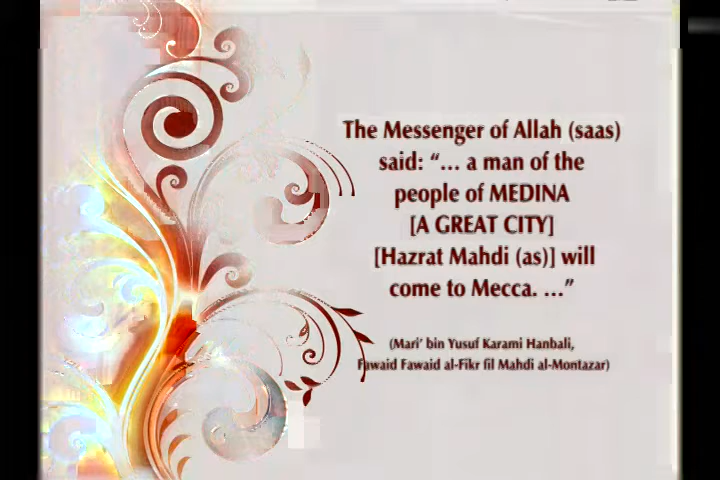 The Messenger of Allah (saas)
said: “... a man of the
people of MEDINA
[A GREAT CITY]
[Hazrat Mahdi (as)] will
come to Mecca. ...”
(Mari’ bin Yusuf Karami Hanbali,
Fawaid Fawaid al-Fikr fil Mahdi al-Montazar)